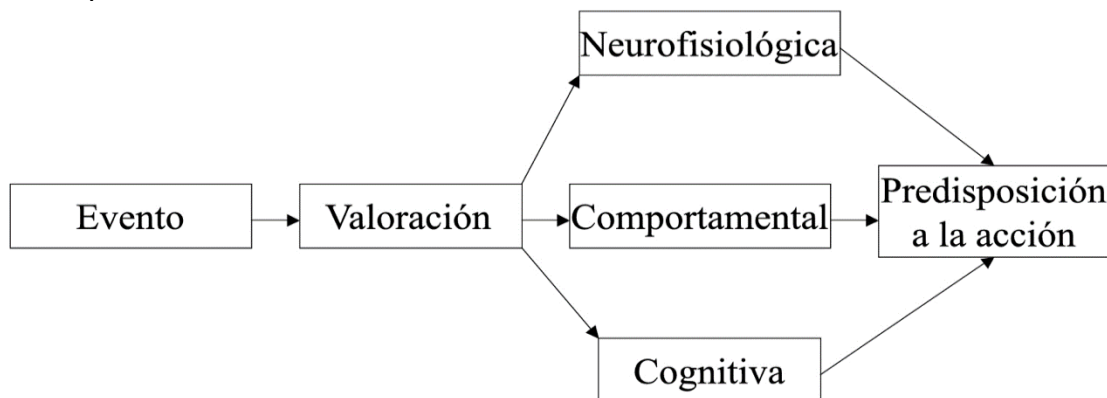 Neurofisiológica
Evento
Valoración
Comportamental
Predisposición
a la acción
Cognitiva